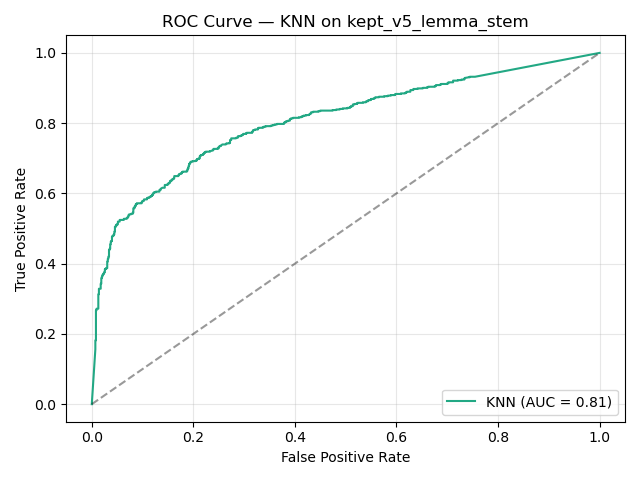 ROC Curve — KNN on kept_v5_lemma_stem
True Positive Rate
1.0
0.8
0.6
0.4
0.2
0.0
0.0 0.2 0.4 0.6 0.8 1.0
False Positive Rate
KNN (AUC = 0.81)